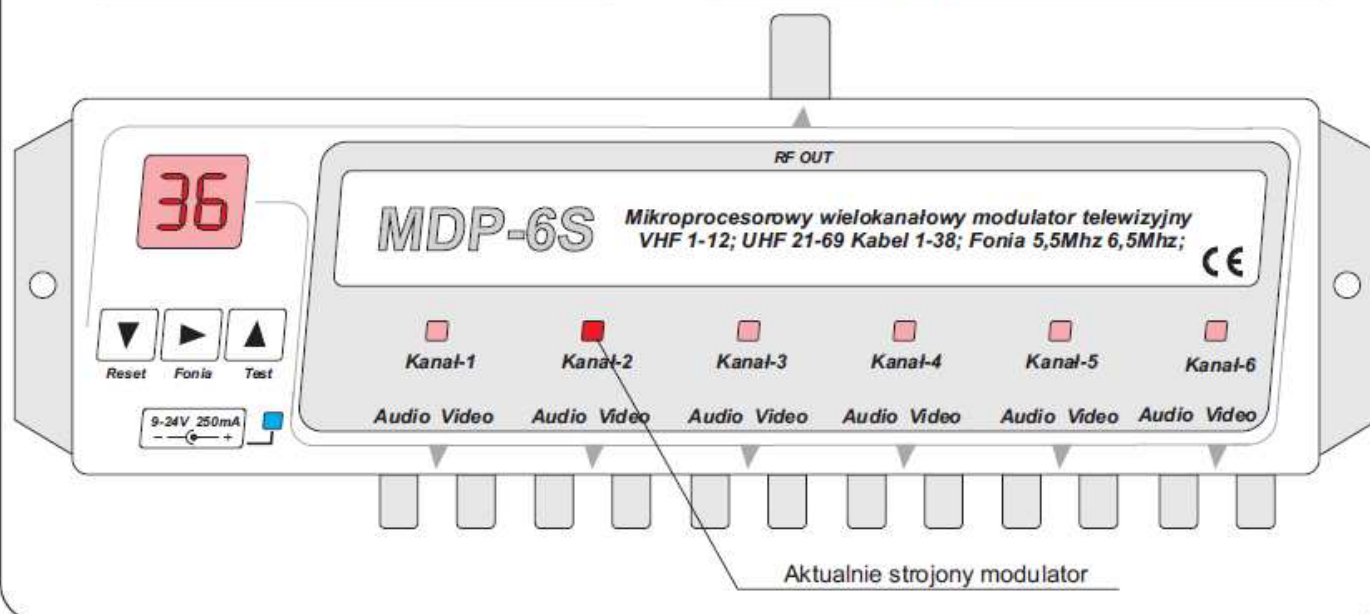 RF OUT
36
MDP-6S
Mikroprocesorowy wielokanałowy modulator telewizyjny
VHF 1-12; UHF 21-69 Kabel 1-38; Fonia 5,5Mhz 6,5Mhz;
CE
Kanał-1 Kanał-2 Kanał-3 Kanał-4 Kanał-5 Kanał-6
Reset Fonia Test
9-24V 250mA
- +
Audio Video Audio Video Audio Video Audio Video Audio Video Audio Video
Aktualnie strojony modulator